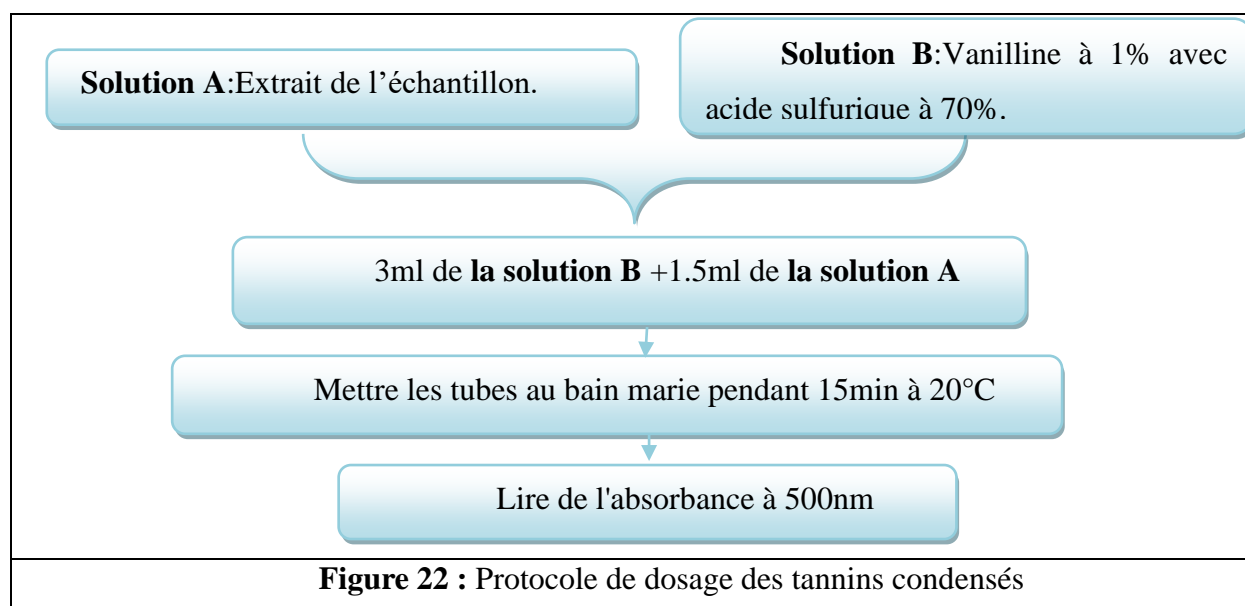 Solution A:Extrait de l’échantillon.
Solution B:Vanilline à 1% avec
acide sulfurique à 70%.
3ml de la solution B +1.5ml de la solution A
Mettre les tubes au bain marie pendant 15min à 20°C
Lire de l'absorbance à 500nm
Figure 22 : Protocole de dosage des tannins condensés